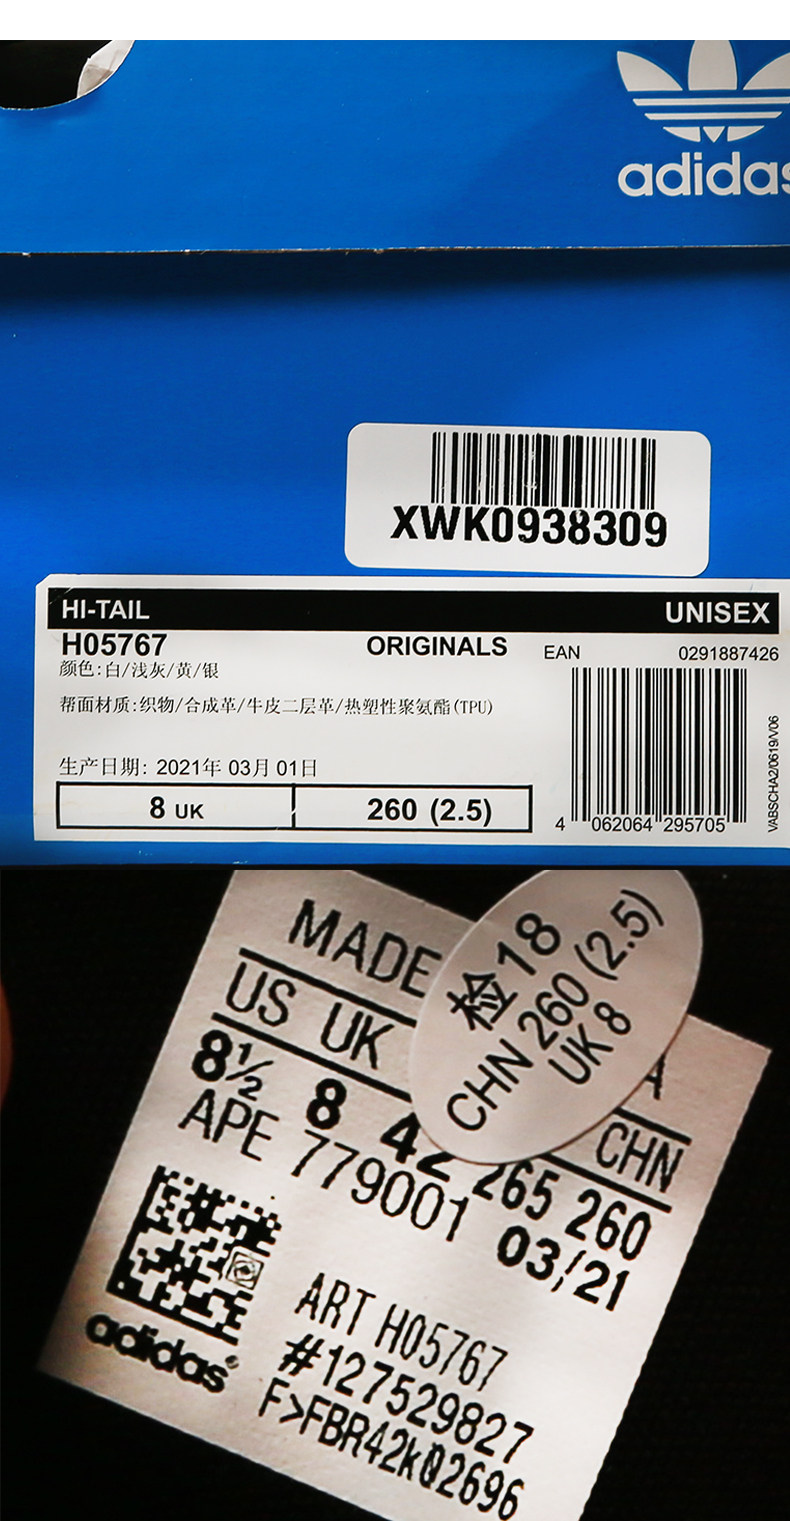 adidas
XWK0938309
HI-TAIL UNISEX
H05767 ORIGINALS EAN 0291887426
颜色:白/浅灰/黄/银
帮面材质:织物/合成革/牛皮二层革/热塑性聚氨酯(TPU)
生产日期: 2021年 03月 01日
8 UK 260 (2.5)
4 062064 295705
VABSCHA2/0619/V06
检18
CHN 260 (2.5)
UK 8
MADE A
US UK CHN
8½ 8 42 265 260
APE 779001 03/21
ART H05767
#127529827
F>FBR42k02696
adidas